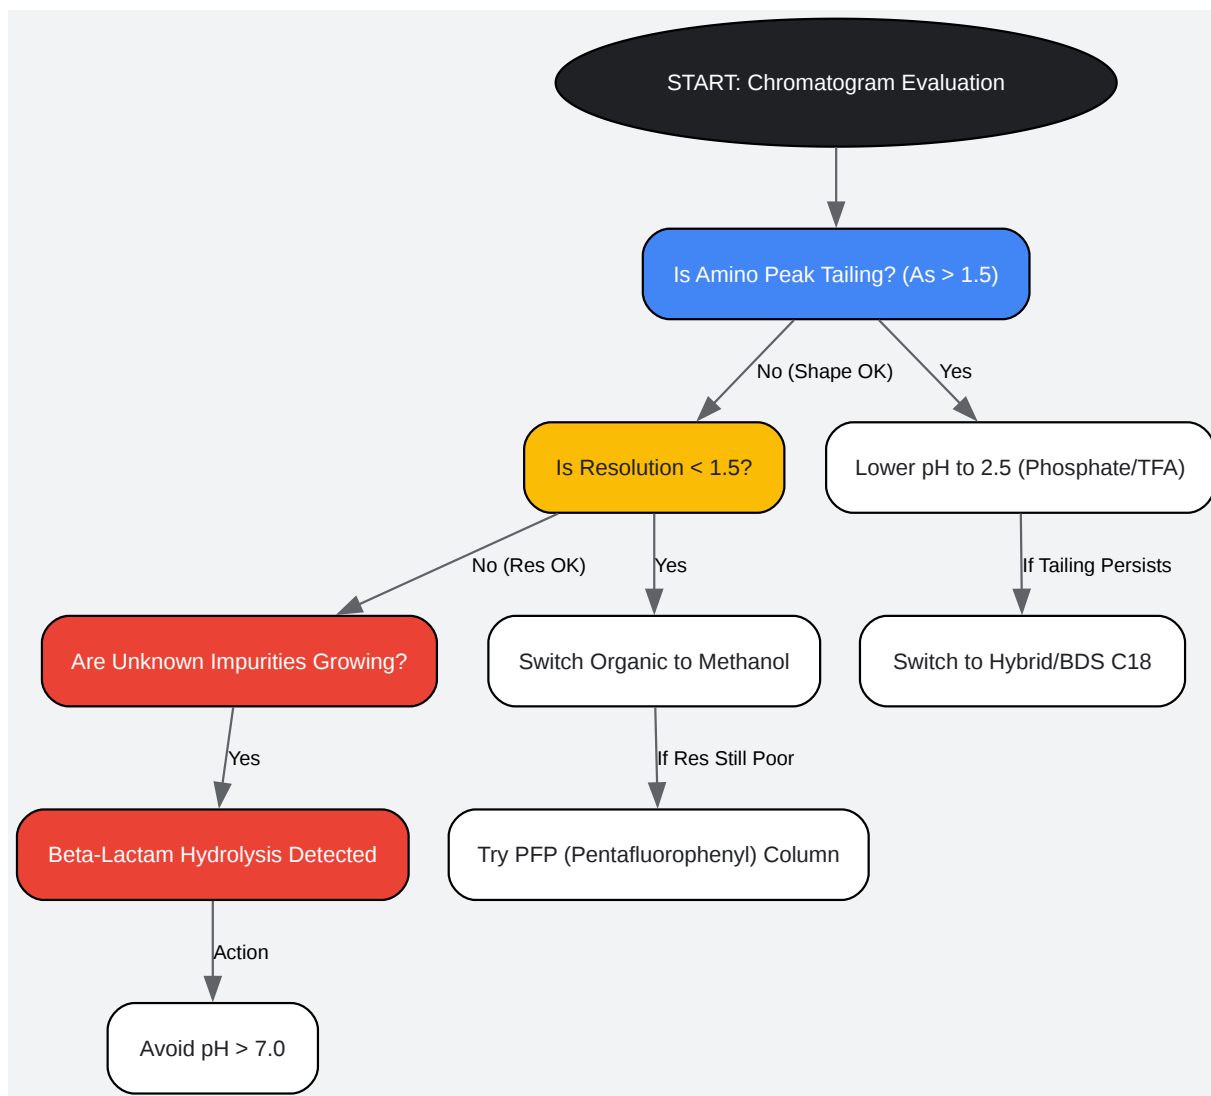 START: Chromatogram Evaluation
Is Amino Peak Tailing? (As > 1.5)
No (Shape OK)
Yes
Is Resolution < 1.5?
Lower pH to 2.5 (Phosphate/TFA)
No (Res OK)
Yes
If Tailing Persists
Are Unknown Impurities Growing?
Switch Organic to Methanol
Switch to Hybrid/BDS C18
Yes
If Res Still Poor
Beta-Lactam Hydrolysis Detected
Try PFP (Pentafluorophenyl) Column
Action
Avoid pH > 7.0